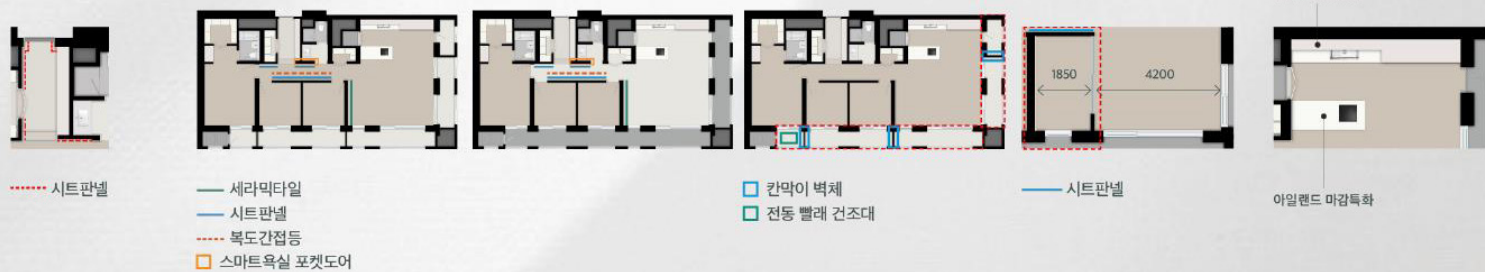 1850
4200
시트판넬
세라믹타일
시트판넬
복도간접등
스마트욕실 포켓도어
칸막이 벽체
전동 빨래 건조대
시트판넬
아일랜드 마감특화